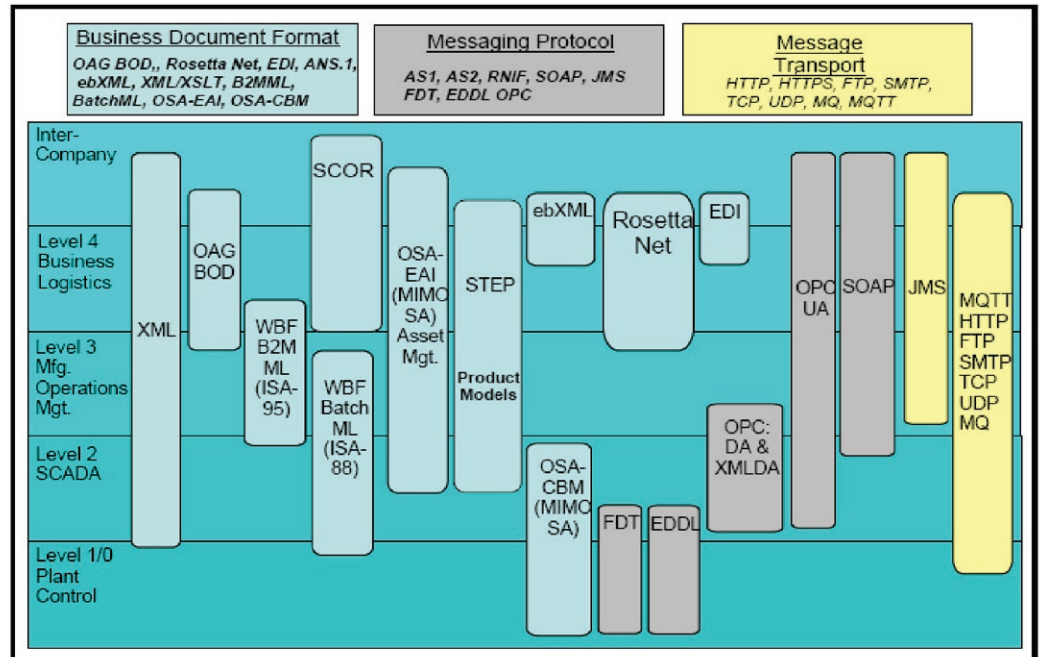 Business Document Format
OAG BOD,, Rosetta Net, EDI, ANS.1,
ebXML, XML/XSLT, B2MML,
BatchML, OSA-EAI, OSA-CBM
Messaging Protocol
AS1, AS2, RNIF, SOAP, JMS
FDT, EDDL OPC
Message
Transport
HTTP, HTTPS, FTP, SMTP,
TCP, UDP, MQ, MQTT
Inter-
Company
Level 4
Business
Logistics
Level 3
Mfg.
Operations
Mgt.
Level 2
SCADA
Level 1/0
Plant
Control
XML
OAG
BOD
WBF
B2M
ML
(ISA-
95)
SCOR
WBF
Batch
ML
(ISA-
88)
OSA-
EAI
(MIMO
SA)
Asset
Mgt.
STEP
Product
Models
ebXML
OSA-
CBM
(MIMO
SA)
Rosetta
Net
FDT
EDDL
EDI
OPC:
DA &
XMLDA
OPC
UA
SOAP
JMS
MQTT
HTTP
FTP
SMTP
TCP
UDP
MQ